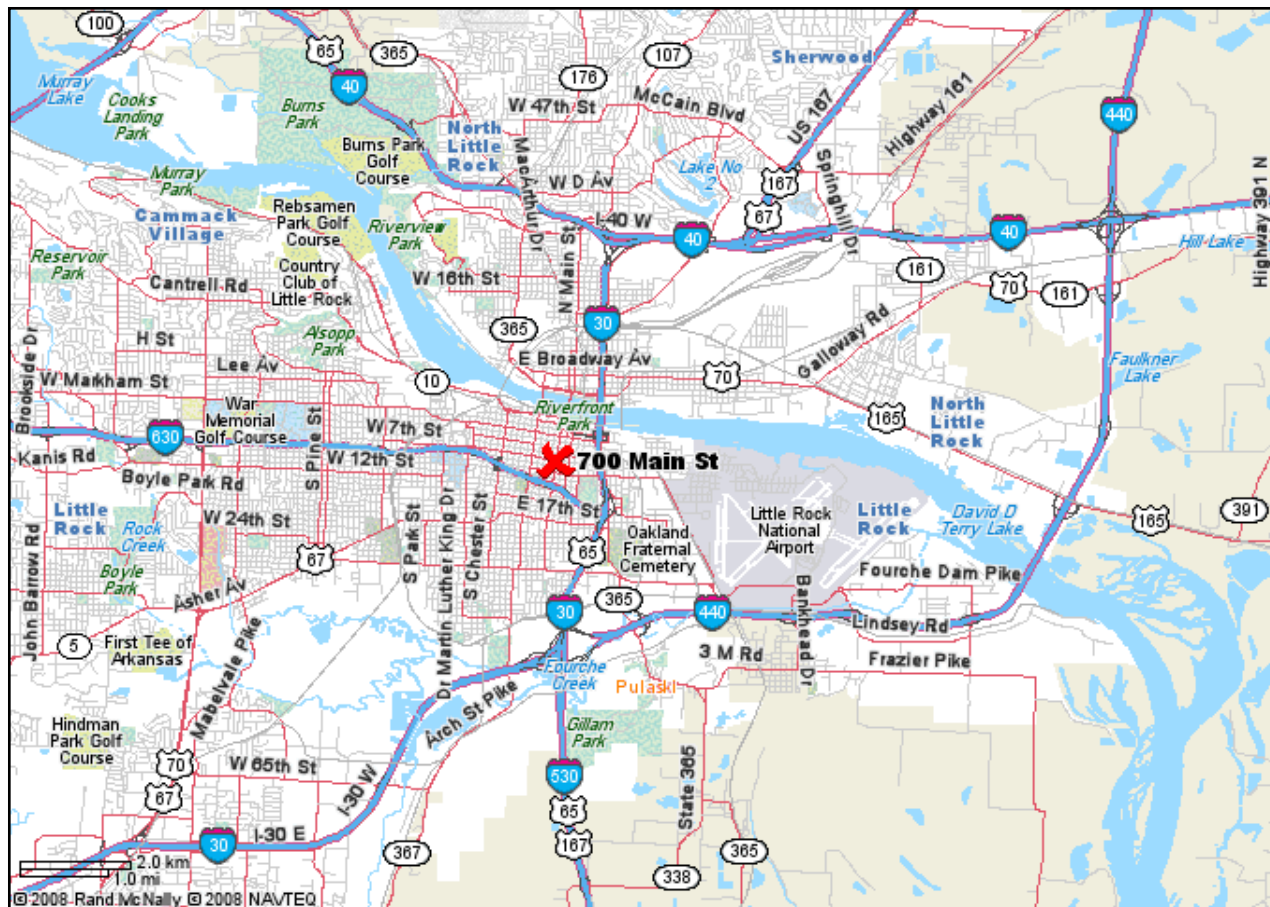 100
65
365
107
Sherwood
Murray
Lake
Cooks
Landing
Park
Burns
Park
40
176
McCain Blvd
US 167
Highway 161
440
W 47th St
North
Little
Rock
Burns Park
Golf
Course
MacArthur Dr
Lake No
2
167
Springhill Dr
Murray
Park
W D Av
Cammack
Village
Rebsamen
Park Golf
Course
Riverview
Park
I-40 W
67
40
40
Highway 391 N
Hill Lake
Reservoir
Park
Cantrell Rd
Country
Club of
Little Rock
W 16th St
N Main St
161
70
161
Brookside Dr
H St
Alsopp
Park
365
30
Galloway Rd
E Broadway Av
Lee Av
W Markham St
10
70
Faulkner
Lake
War
Memorial
Golf Course
S Pine St
Riverfront
Park
165
North
Little
Rock
630
W 7th St
Kanis Rd
W 12th St
700 Main St
Boyle Park Rd
Little
Rock
W 24th St
Rock
Creek
67
S Park St
Dr Martin Luther King Dr
S Chester St
E 17th St
65
Oakland
Fraternal
Cemetery
Little Rock
National
Airport
Little
Rock
David D
Terry Lake
165
391
John Barrow Rd
Boyle
Park
Asher Av
Fourche Dam Pike
30
365
440
Bankhead Dr
Lindsey Rd
5
First Tee of
Arkansas
Mabelvale Pike
3 M Rd
Frazier Pike
Fourche
Creek
Pulaski
Arch St Pike
Hindman
Park Golf
Course
Gillam
Park
70
W 65th St
I-30 W
530
State 365
67
65
I-30 E
30
167
367
365
338
2.0 km
1.0 mi
© 2008 Rand McNally © 2008 NAVTEQ